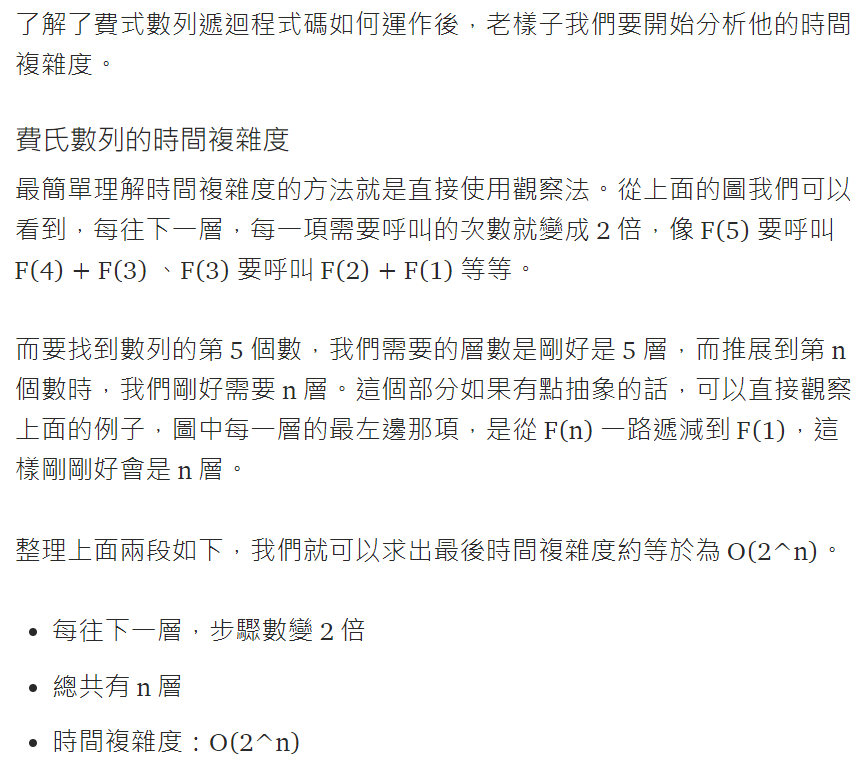 了解了費式數列遞迴程式碼如何運作後，老樣子我們要開始分析他的時間
複雜度。
費氏數列的時間複雜度
最簡單理解時間複雜度的方法就是直接使用觀察法。從上面的圖我們可以
看到，每往下一層，每一項需要呼叫的次數就變成 2 倍，像 F(5) 要呼叫
F(4) + F(3) 、F(3) 要呼叫 F(2) + F(1) 等等。
而要找到數列的第 5 個數，我們需要的層數是剛好是 5 層，而推展到第 n
個數時，我們剛好需要 n 層。這個部分如果有點抽象的話，可以直接觀察
上面的例子，圖中每一層的最左邊那項，是從 F(n) 一路遞減到 F(1)，這
樣剛剛好會是 n 層。
整理上面兩段如下，我們就可以求出最後時間複雜度約等於為 O(2^n)。
• 每往下一層，步驟數變 2 倍
• 總共有 n 層
• 時間複雜度：O(2^n)